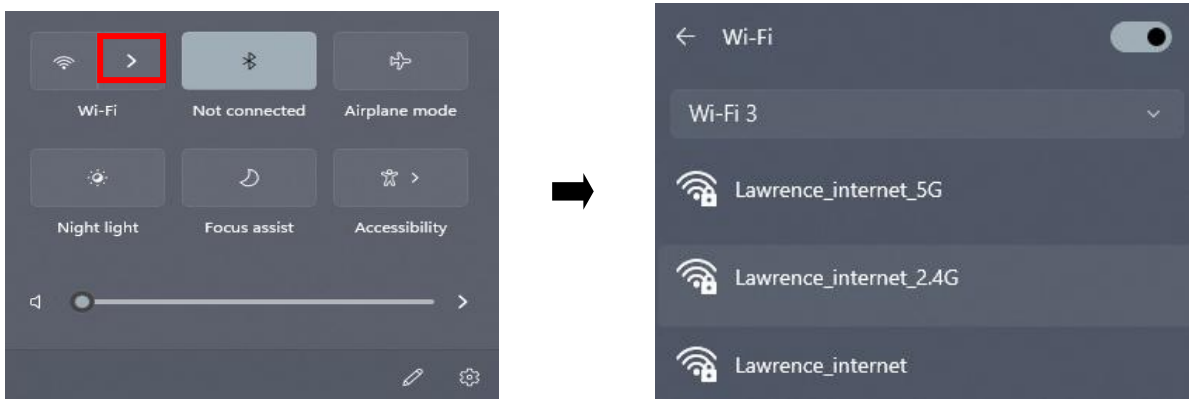 Wi-Fi
Not connected
Airplane mode
Night light
Focus assist
Accessibility
Wi-Fi
Wi-Fi 3
Lawrence_internet_5G
Lawrence_internet_2.4G
Lawrence_internet